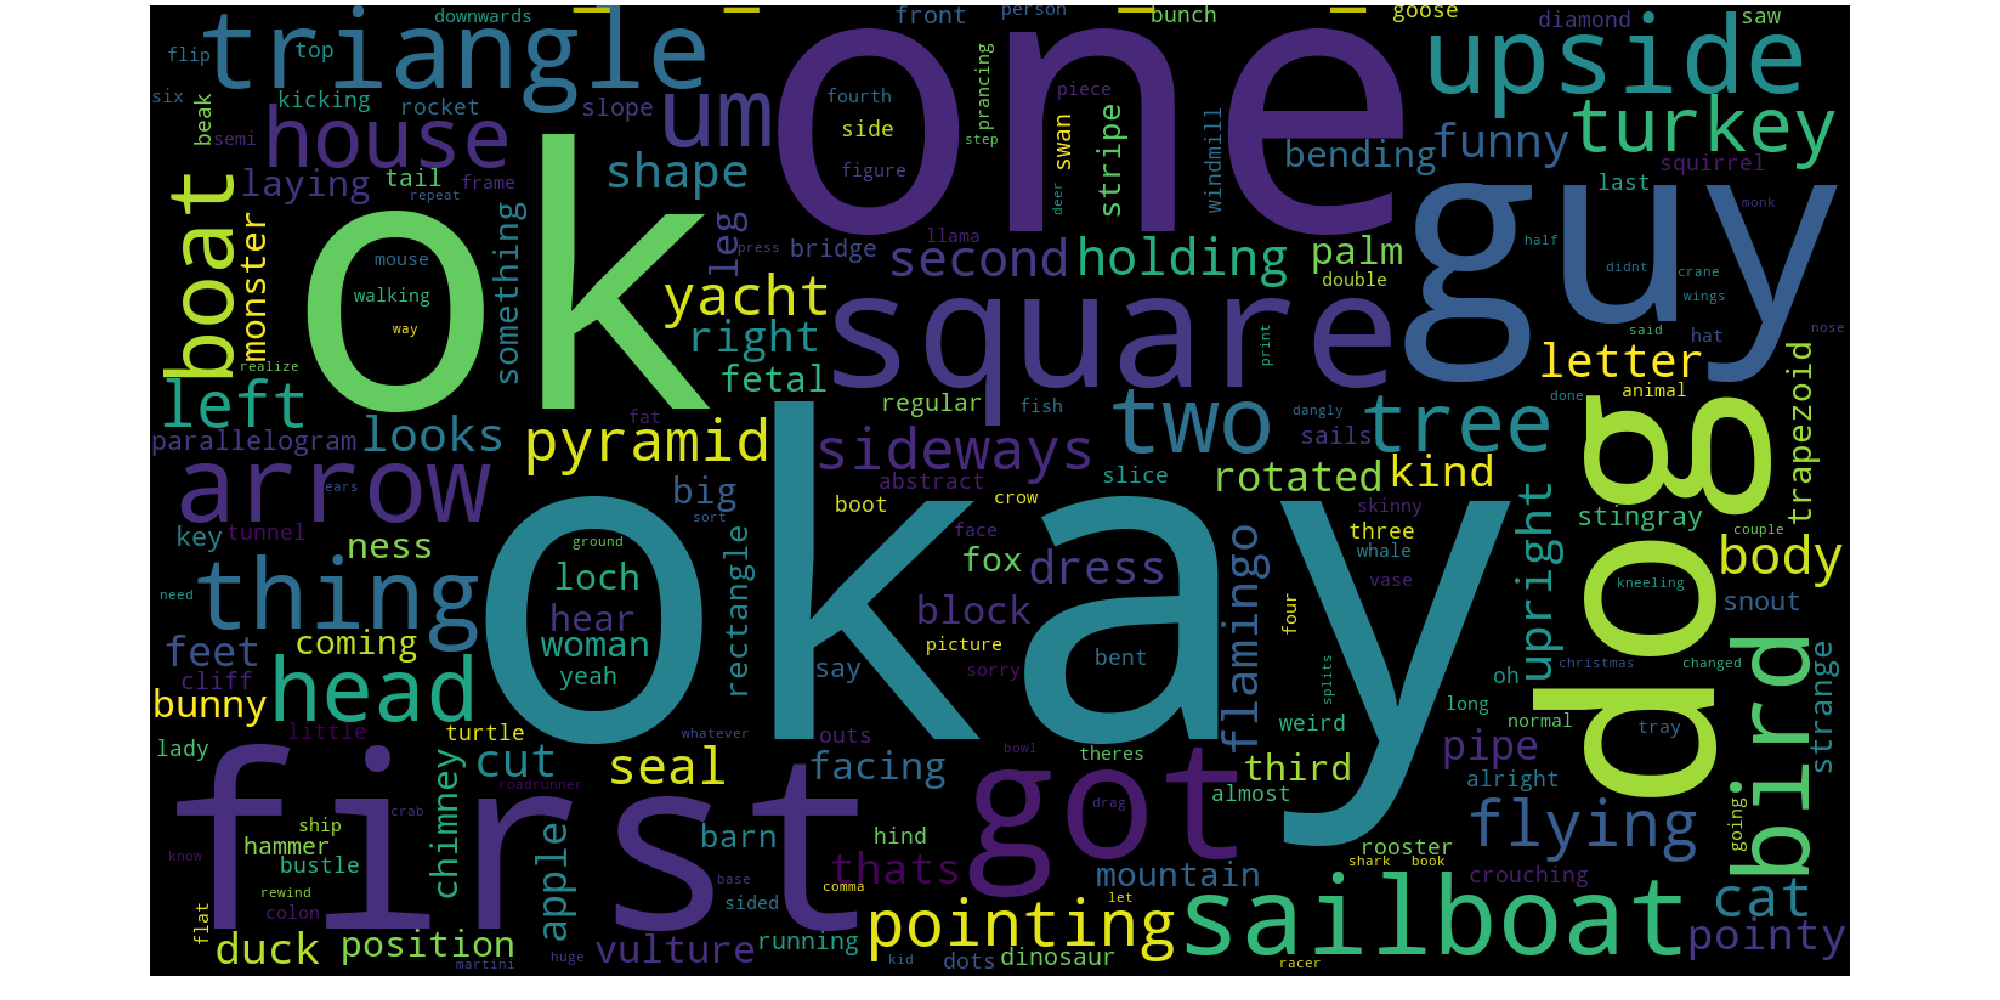 downwards
front
person
bunch
goose
diamond
saw
triangle
one
upside
flip
top
six
kicking
rocket
slope
um
fourth
piece
prancing
stripe
windmill
turkey
beak
semi
house
ok
side
step
swan
bending
funny
squirrel
laying
tail
frame
repeat
shape
figure
deer
last
guy
monk
boat
monster
something
leg
press
bridge
llama
second
holding
palm
double
half
didnt
crane
wings
mouse
walking
way
yacht
right
square
print
said
hat
nose
realize
fetal
letter
animal
trapezoid
left
looks
fat
regular
fish
two
dangly
sails
tree
done
dog
parallelogram
pyramid
sideways
arrow
ears
big
sort
abstract
slice
rotated
kind
boot
crow
skinny
upright
stingray
couple
key
tunnel
ness
okay
ground
rectangle
face
fox
dress
flamingo
three
whale
vase
body
thing
loch
hear
woman
yeah
block
picture
say
sorry
bent
four
splits
kneeling
snout
need
feet
coming
cliff
head
bunny
oh
christmas
changed
bird
strange
long
normal
weird
lady
little
turtle
whatever
outs
bowl
theres
pipe
tray
first
chimney
cut
roadrunner
seal
facing
got
third
almost
alright
drag
crab
ship
hammer
bustle
know
apple
barn
hind
thats
mountain
rooster
shark
book
flying
going
rewind
colon
flat
base
sided
comma
let
crouching
sailboat
cat
pointy
duck
position
martini
huge
vulture
running
pointing
kid
dots
dinosaur
racer